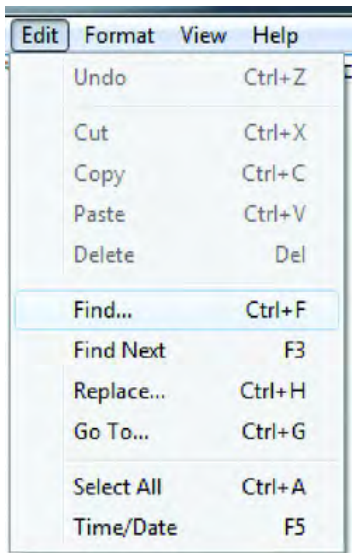 Edit Format View Help
Undo Ctrl+Z
Cut Ctrl+X
Copy Ctrl+C
Paste Ctrl+V
Delete Del
Find... Ctrl+F
Find Next F3
Replace... Ctrl+H
Go To... Ctrl+G
Select All Ctrl+A
Time/Date F5